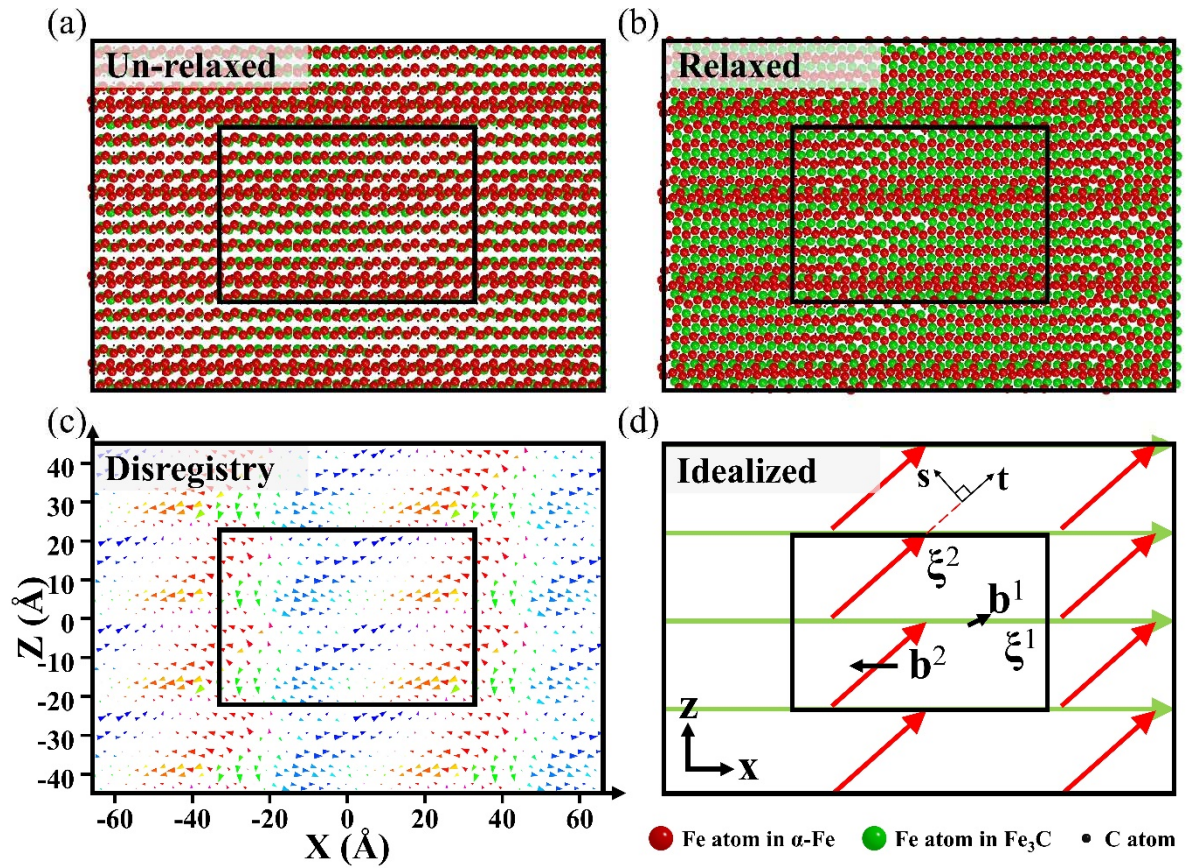 (a)
Un-relaxed
(b)
Relaxed
(c)
Disregistry
Z (Å)
40
30
20
10
0
-10
-20
-30
-40
-60
-40
-20
0
20
40
60
X (Å)
(d)
Idealized
s
t
ξ²
b¹
ξ¹
b²
z
x
Fe atom in α-Fe
Fe atom in Fe₃C
C atom